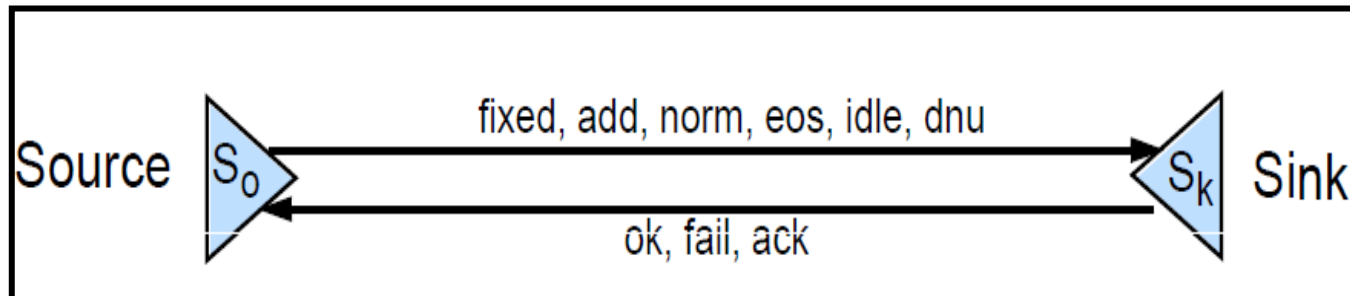 fixed, add, norm, eos, idle, dnu
Source So Sk Sink
ok, fail, ack